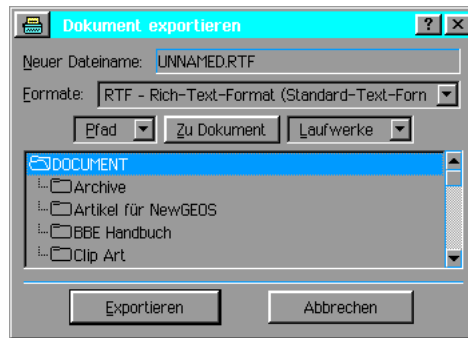 Dokument exportieren ? X
Neuer Dateiname: UNNAMED.RTF
Formate: RTF - Rich-Text-Format (Standard-Text-Forn
Pfad Zu Dokument Laufwerke
DOCUMENT
Archive
Artikel für NewGEOS
BBE Handbuch
Clip Art
Exportieren Abbrechen